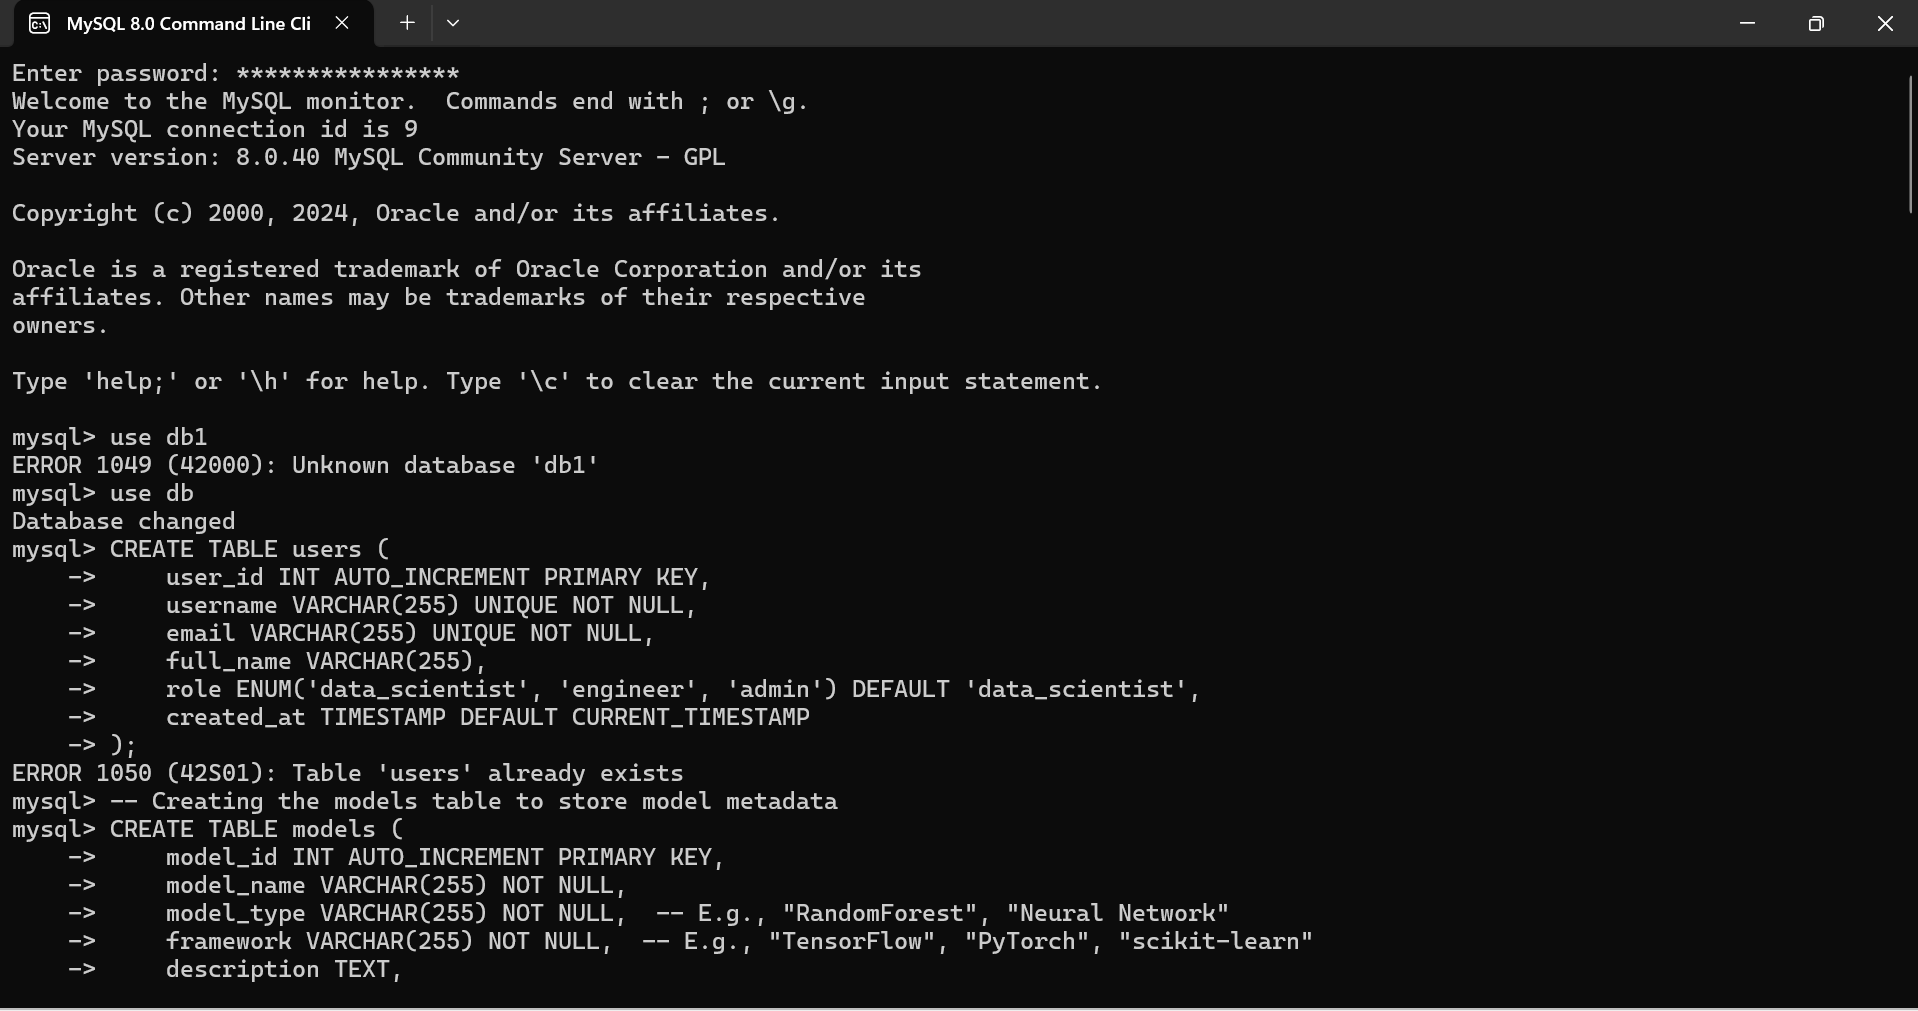 MySQL 8.0 Command Line Cli
Enter password: ****************
Welcome to the MySQL monitor.  Commands end with ; or \g.
Your MySQL connection id is 9
Server version: 8.0.40 MySQL Community Server - GPL

Copyright (c) 2000, 2024, Oracle and/or its affiliates.

Oracle is a registered trademark of Oracle Corporation and/or its
affiliates. Other names may be trademarks of their respective
owners.

Type 'help;' or '\h' for help. Type '\c' to clear the current input statement.

mysql> use db1
ERROR 1049 (42000): Unknown database 'db1'
mysql> use db
Database changed
mysql> CREATE TABLE users (
    ->     user_id INT AUTO_INCREMENT PRIMARY KEY,
    ->     username VARCHAR(255) UNIQUE NOT NULL,
    ->     email VARCHAR(255) UNIQUE NOT NULL,
    ->     full_name VARCHAR(255),
    ->     role ENUM('data_scientist', 'engineer', 'admin') DEFAULT 'data_scientist',
    ->     created_at TIMESTAMP DEFAULT CURRENT_TIMESTAMP
    -> );
ERROR 1050 (42S01): Table 'users' already exists
mysql> -- Creating the models table to store model metadata
mysql> CREATE TABLE models (
    ->     model_id INT AUTO_INCREMENT PRIMARY KEY,
    ->     model_name VARCHAR(255) NOT NULL,
    ->     model_type VARCHAR(255) NOT NULL,  -- E.g., "RandomForest", "Neural Network"
    ->     framework VARCHAR(255) NOT NULL,  -- E.g., "TensorFlow", "PyTorch", "scikit-learn"
    ->     description TEXT,